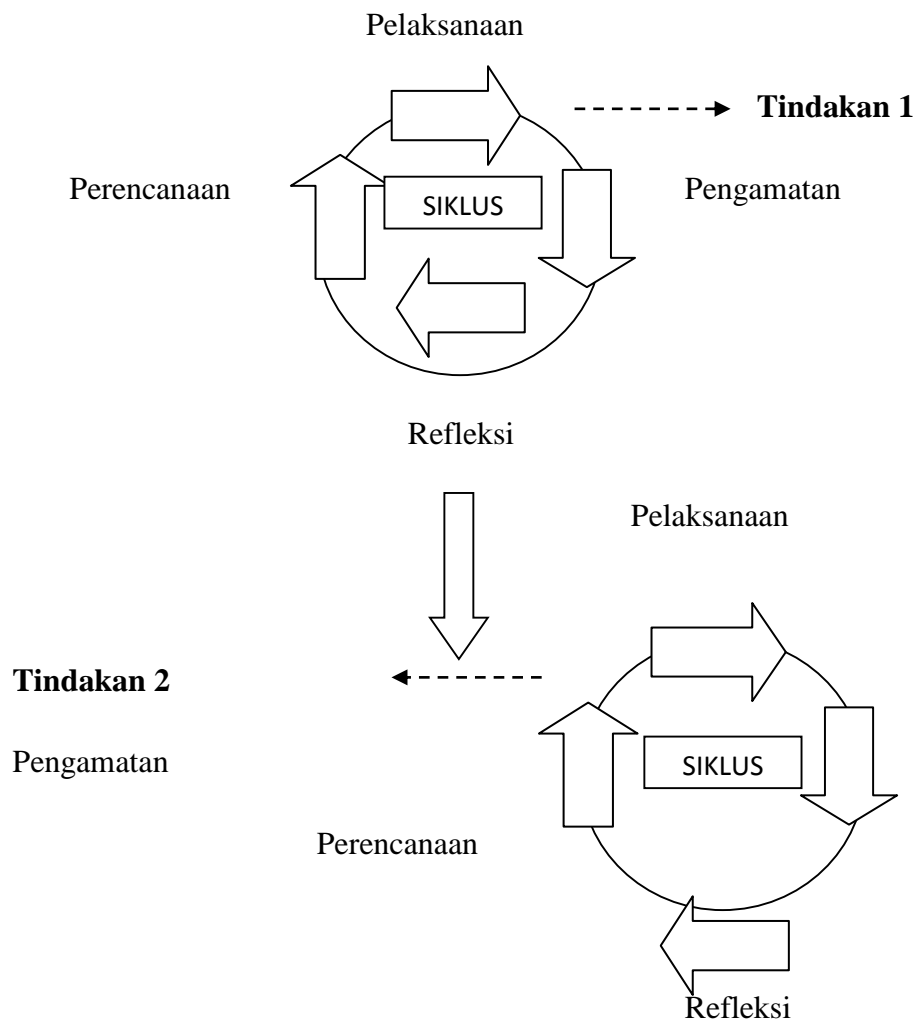 Pelaksanaan
Tindakan 1
Perencanaan
SIKLUS
Pengamatan
Refleksi
Pelaksanaan
Tindakan 2
Pengamatan
SIKLUS
Perencanaan
Refleksi